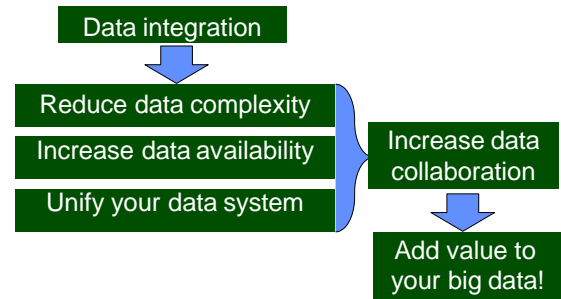 Data integration
Reduce data complexity
Increase data availability
Unify your data system
Increase data
collaboration
Add value to
your big data!